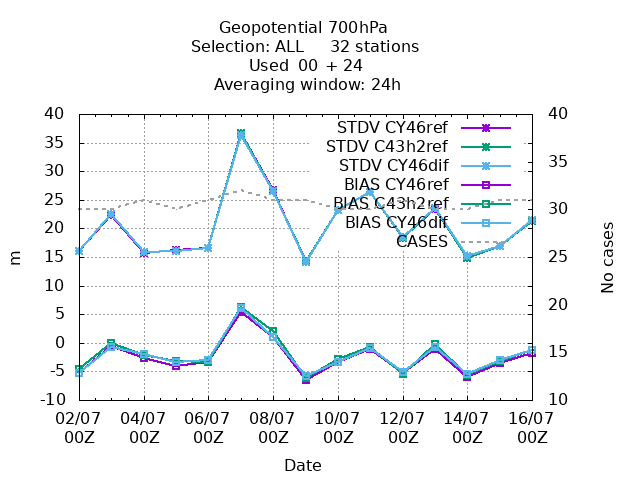 Geopotential 700hPa
Selection: ALL 32 stations
Used 00 + 24
Averaging window: 24h
40 40
35 35
30 30
25 25
20 20
15 15
10 10
5
0
-5
-10
m
No cases
STDV CY46ref
STDV C43h2ref
STDV CY46dif
BIAS CY46ref
BIAS C43h2ref
BIAS CY46dif
CASES
02/07 04/07 06/07 08/07 10/07 12/07 14/07 16/07
00Z 00Z 00Z 00Z 00Z 00Z 00Z 00Z
Date